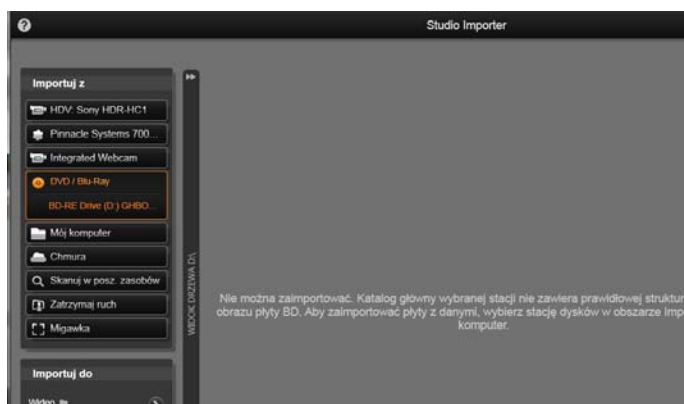 ?
Studio Importer
Importuj z
HDV: Sony HDR-HC1
Pinnacle Systems 700...
Integrated Webcam
DVD / Blu-Ray
BD-RE Drive (D:) GHBO...
Mój komputer
Chmura
Skanuj w posz. zasobów
Zatrzymaj ruch
Migawka
WIDOK DRZEWA D:\
Nie można zaimportować. Katalog główny wybranej stacji nie zawiera prawidłowej struktur
obrazu płyty BD. Aby zaimportować płyty z danymi, wybierz stację dysków w obszarze Imp
komputer.
Importuj do
Wideo